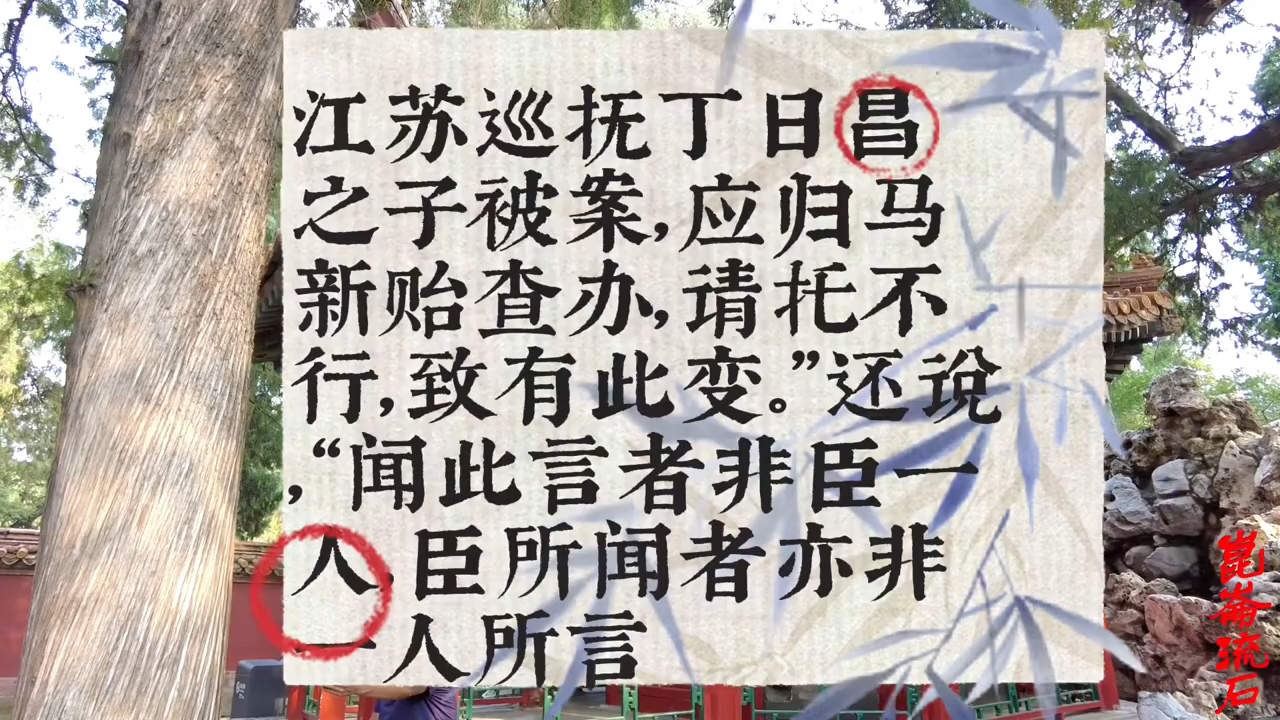 江苏巡抚丁日昌
之子被案,应归马
新贻查办,请托不
行,致有此变。”还说
,“闻此言者非臣一
人,臣所闻者亦非
一人所言
崑崙流石